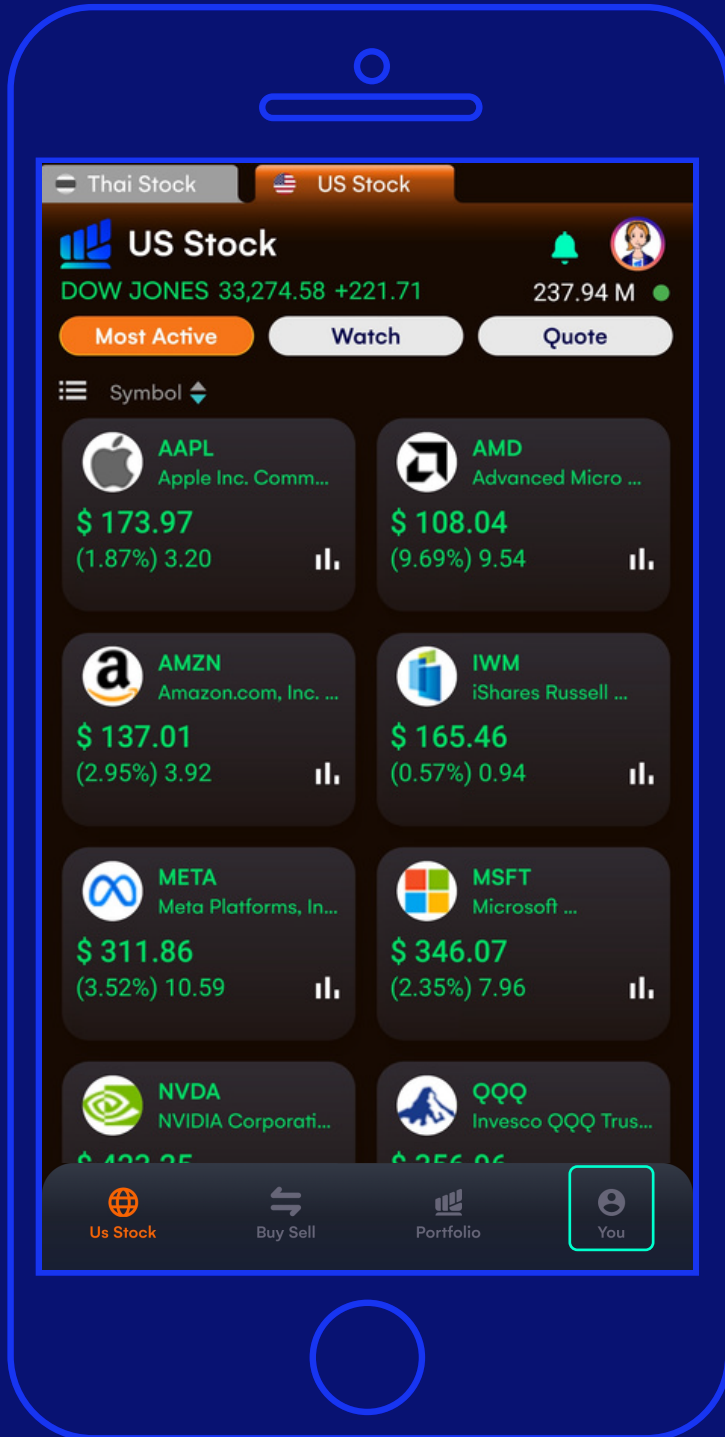 Thai Stock US Stock
US Stock
DOW JONES 33,274.58 +221.71 237.94 M
Most Active Watch Quote
Symbol
AAPL
Apple Inc. Comm...
$ 173.97
(1.87%) 3.20
AMD
Advanced Micro ...
$ 108.04
(9.69%) 9.54
AMZN
Amazon.com, Inc. ...
$ 137.01
(2.95%) 3.92
IWM
iShares Russell ...
$ 165.46
(0.57%) 0.94
META
Meta Platforms, In...
$ 311.86
(3.52%) 10.59
MSFT
Microsoft ...
$ 346.07
(2.35%) 7.96
NVDA
NVIDIA Corporati...
QQQ
Invesco QQQ Trus...
Us Stock Buy Sell Portfolio You